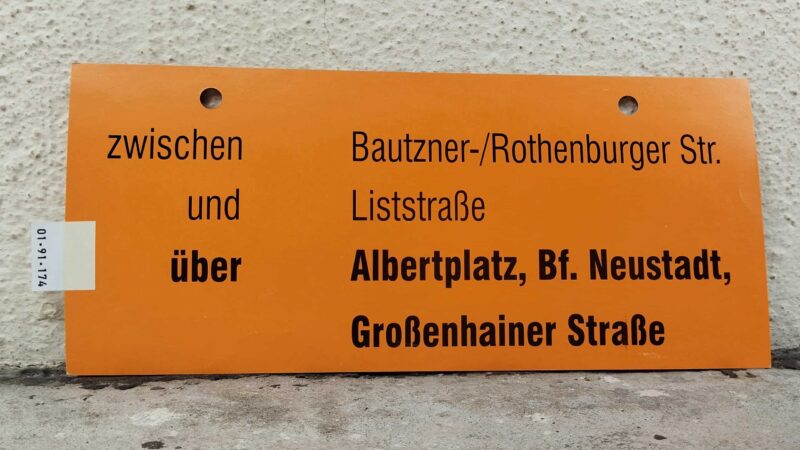 zwischen Bautzner-/Rothenburger Str.
und Liststraße
über Albertplatz, Bf. Neustadt,
Großenhainer Straße
01-91-174